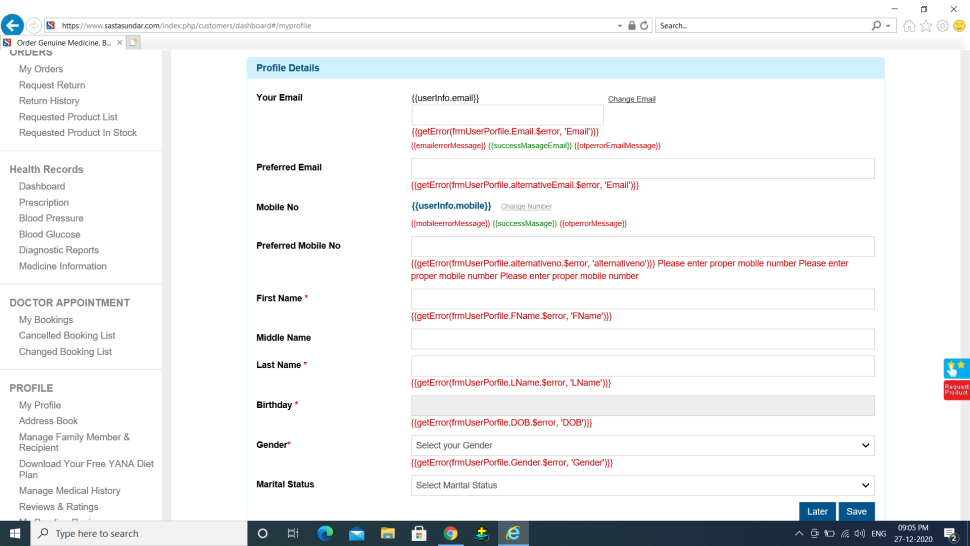 https://www.sastasundar.com/index.php/customers/dashboard#/myprofile
Search...
Order Genuine Medicine, B...
ORDERS
My Orders
Request Return
Return History
Requested Product List
Requested Product In Stock
Health Records
Dashboard
Prescription
Blood Pressure
Blood Glucose
Diagnostic Reports
Medicine Information
DOCTOR APPOINTMENT
My Bookings
Cancelled Booking List
Changed Booking List
PROFILE
My Profile
Address Book
Manage Family Member &
Recipient
Download Your Free YANA Diet
Plan
Manage Medical History
Reviews & Ratings
Profile Details
Your Email {{userInfo.email}} Change Email
{{getError(frmUserPorfile.Email.$error, 'Email')}}
{{emailerrorMessage}} {{successMasageEmail}} {{otperrorEmailMessage}}
Preferred Email
{{getError(frmUserPorfile.alternativeEmail.$error, 'Email')}}
Mobile No {{userInfo.mobile}} Change Number
{{mobileerrorMessage}} {{successMasage}} {{otperrorMessage}}
Preferred Mobile No
{{getError(frmUserPorfile.alternativeno.$error, 'alternativeno')}} Please enter proper mobile number Please enter
proper mobile number Please enter proper mobile number
First Name *
{{getError(frmUserPorfile.FName.$error, 'FName')}}
Middle Name
Last Name *
{{getError(frmUserPorfile.LName.$error, 'LName')}}
Birthday *
{{getError(frmUserPorfile.DOB.$error, 'DOB')}}
Gender* Select your Gender
{{getError(frmUserPorfile.Gender.$error, 'Gender')}}
Marital Status Select Marital Status
Later Save
Request
Product
Type here to search
ENG
09:05 PM
27-12-2020
2